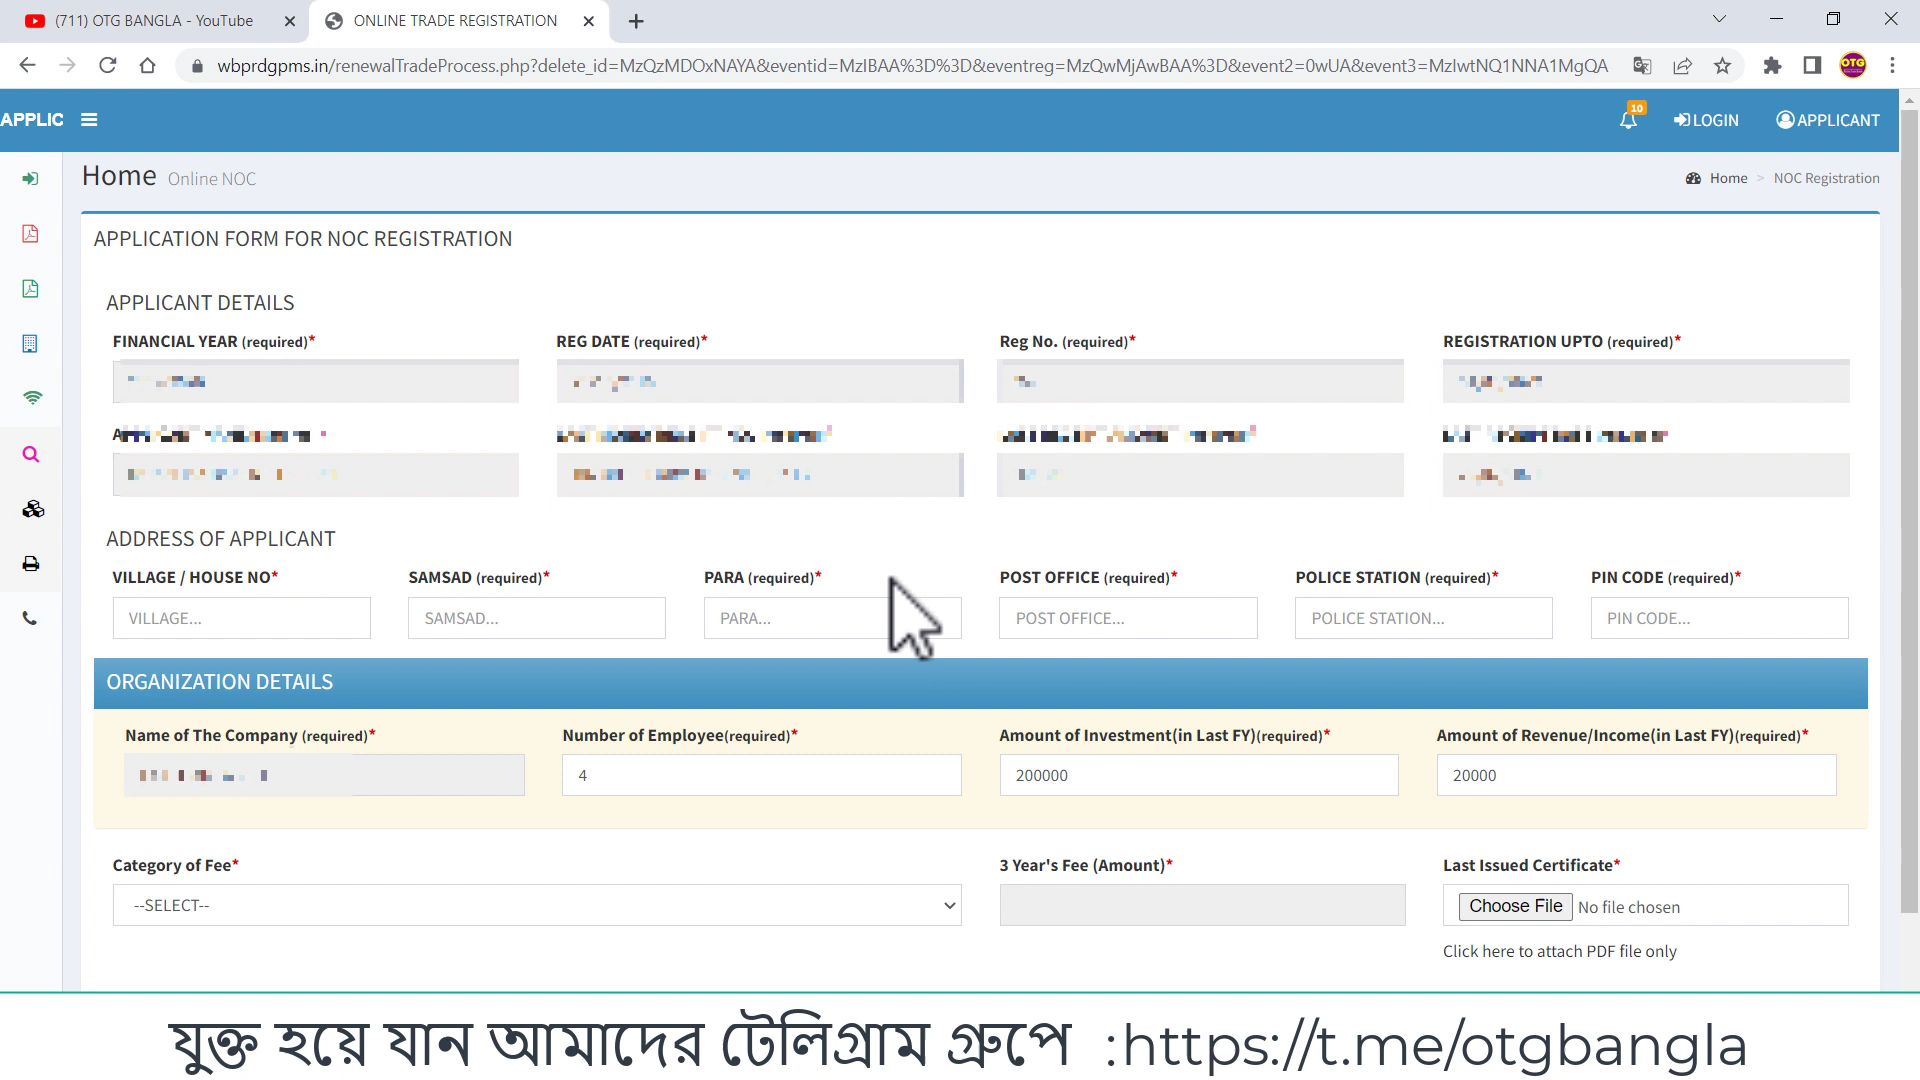 (711) OTG BANGLA - YouTube
ONLINE TRADE REGISTRATION
wbprdgpms.in/renewalTradeProcess.php?delete_id=MzQzMDOxNAYA&eventid=MzIBAA%3D%3D&eventreg=MzQwMjAwBAA%3D&event2=0wUA&event3=MzIwtNQ1NNA1MgQA
OTG
APPLIC
10
LOGIN
APPLICANT
Home Online NOC
Home > NOC Registration
APPLICATION FORM FOR NOC REGISTRATION
APPLICANT DETAILS
FINANCIAL YEAR (required)*
REG DATE (required)*
Reg No. (required)*
REGISTRATION UPTO (required)*
ADDRESS OF APPLICANT
VILLAGE / HOUSE NO*
SAMSAD (required)*
PARA (required)*
POST OFFICE (required)*
POLICE STATION (required)*
PIN CODE (required)*
VILLAGE...
SAMSAD...
PARA...
POST OFFICE...
POLICE STATION...
PIN CODE...
ORGANIZATION DETAILS
Name of The Company (required)*
Number of Employee(required)*
Amount of Investment(in Last FY)(required)*
Amount of Revenue/Income(in Last FY)(required)*
4
200000
20000
Category of Fee*
3 Year's Fee (Amount)*
Last Issued Certificate*
--SELECT--
Choose File No file chosen
Click here to attach PDF file only
যুক্ত হয়ে যান আমাদের টেলিগ্রাম গ্রুপে :https://t.me/otgbangla